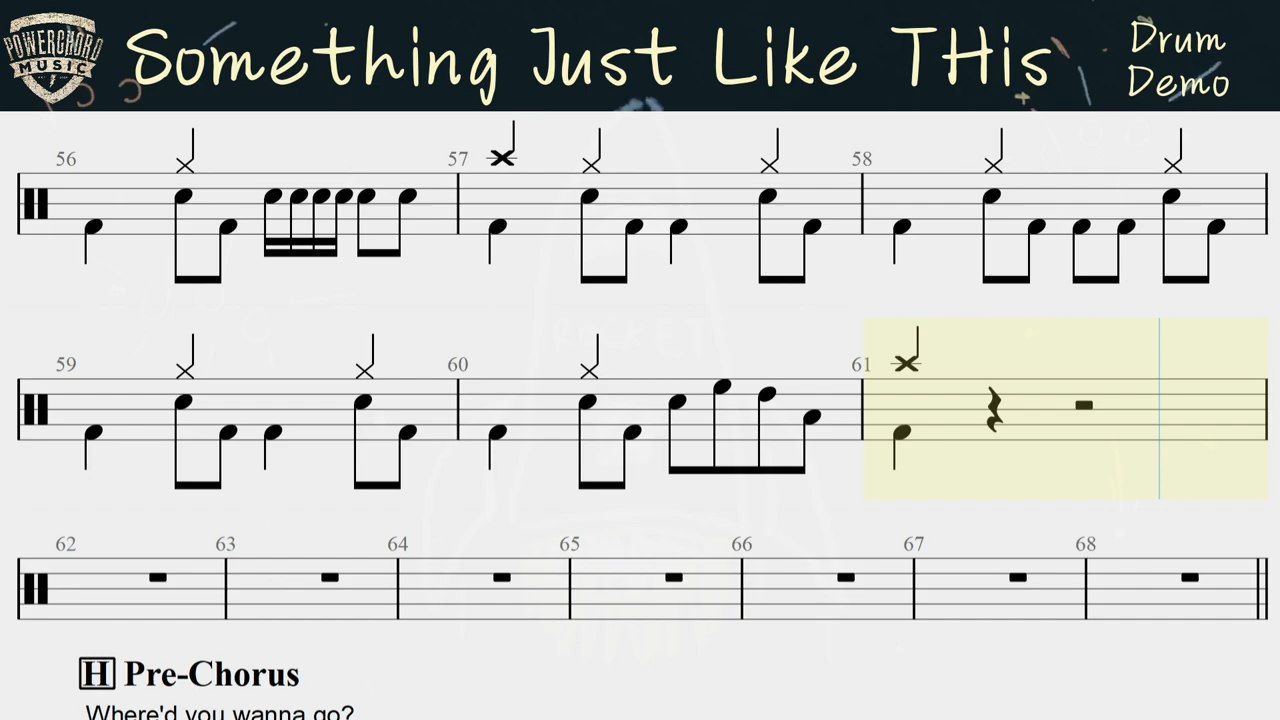 POWERCHORD
MUSIC
Something Just Like THis
Drum
Demo
56
57
58
59
60
61
ROCKET
62
63
64
65
66
67
68
H Pre-Chorus
Where'd you wanna go?